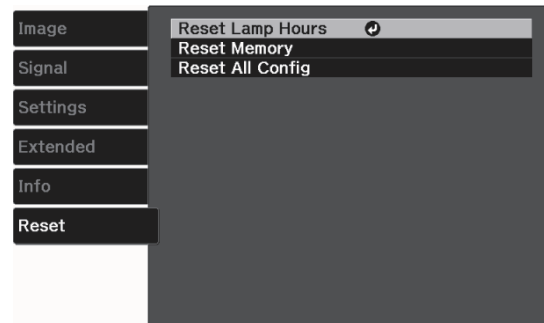 Image
Signal
Settings
Extended
Info
Reset
Reset Lamp Hours
Reset Memory
Reset All Config